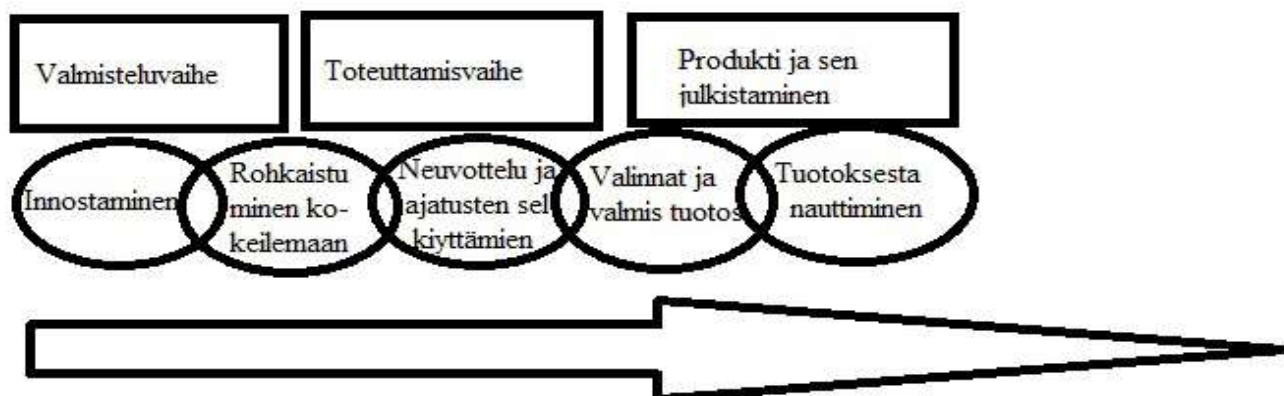 Valmisteluvaihe
Toteuttamisvaihe
Produkti ja sen
julkistaminen
Innostaminen
Rohkaistu
minen ko-
keilemaan
Neuvottelu ja
ajatusten sel
kiyttämien
Valinnat ja
valmis tuotos
Tuotoksesta
nauttiminen